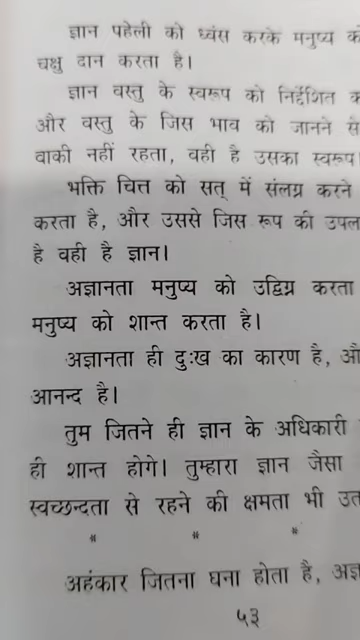 ज्ञान पहेली को ध्वंस करके मनुष्य को
चक्षु दान करता है।
ज्ञान वस्तु के स्वरूप को निर्द्देशित
और वस्तु के जिस भाव को जानने से
वाकी नहीं रहता, वही है उसका स्वरूप।
भक्ति चित्त को सत् में संलग्न करने
करता है, और उससे जिस रूप की
है वही है ज्ञान।
अज्ञानता मनुष्य को उद्विग्न करता
मनुष्य को शान्त करता है।
अज्ञानता ही दुःख का कारण है,
आनन्द है।
तुम जितने ही ज्ञान के अधिकारी
ही शान्त होगे। तुम्हारा ज्ञान जैसा
स्वच्छन्दता से रहने की क्षमता भी
* * *
अहंकार जितना घना होता है,
५३